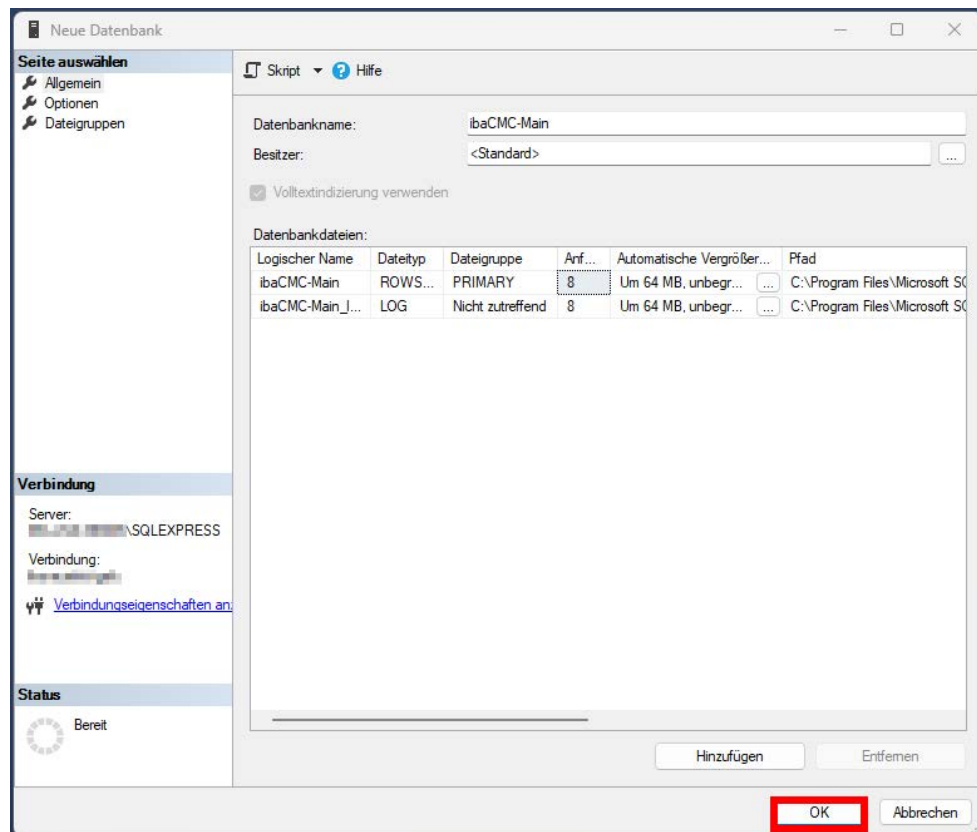 Neue Datenbank
Seite auswählen
Allgemein
Optionen
Dateigruppen
Skript
Hilfe
Datenbankname:
ibaCMC-Main
Besitzer:
<Standard>
...
Volltextindizierung verwenden
Datenbankdateien:
Logischer Name Dateityp Dateigruppe Anf... Automatische Vergrößer... Pfad
ibaCMC-Main ROWS... PRIMARY 8 Um 64 MB, unbegr... ... C:\Program Files\Microsoft SQ
ibaCMC-Main_l... LOG Nicht zutreffend 8 Um 64 MB, unbegr... ... C:\Program Files\Microsoft SQ
Verbindung
Server:
\SQLEXPRESS
Verbindung:
Verbindungseigenschaften anz
Status
Bereit
Hinzufügen
Entfernen
OK
Abbrechen